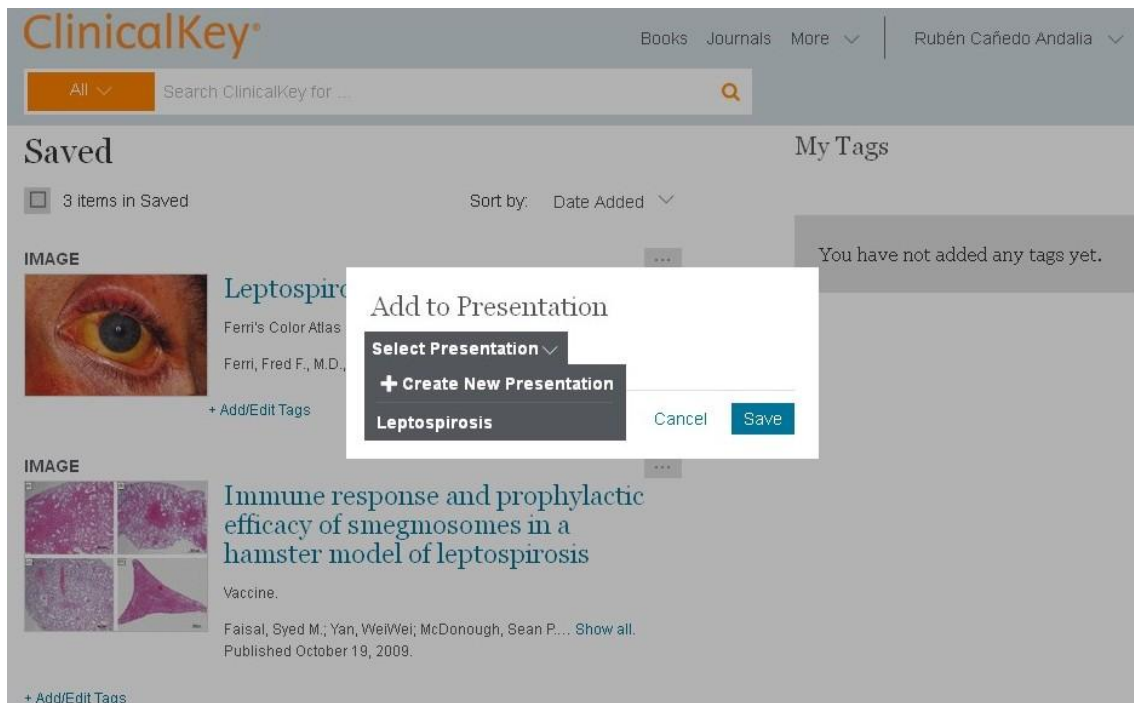 ClinicalKey®
Books Journals More Rubén Cañedo Andalia
All Search ClinicalKey for ...
Saved
My Tags
3 items in Saved Sort by: Date Added
You have not added any tags yet.
IMAGE ...
Leptospiro
Ferri's Color Atlas
Ferri, Fred F., M.D.,
+ Add/Edit Tags
Add to Presentation
Select Presentation
+ Create New Presentation
Leptospirosis
Cancel Save
IMAGE ...
Immune response and prophylactic
efficacy of smegmosomes in a
hamster model of leptospirosis
Vaccine.
Faisal, Syed M.; Yan, WeiWei; McDonough, Sean P.... Show all.
Published October 19, 2009.
+ Add/Edit Tags